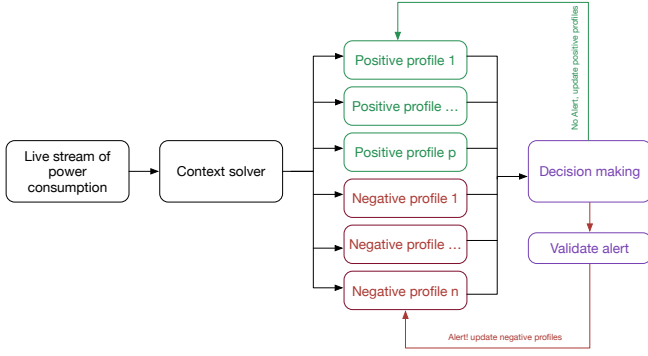 Live stream of
power
consumption
Context solver
Positive profile 1
Positive profile …
Positive profile p
Negative profile 1
Negative profile …
Negative profile n
No Alert, update positive profiles
Decision making
Validate alert
Alert! update negative profiles